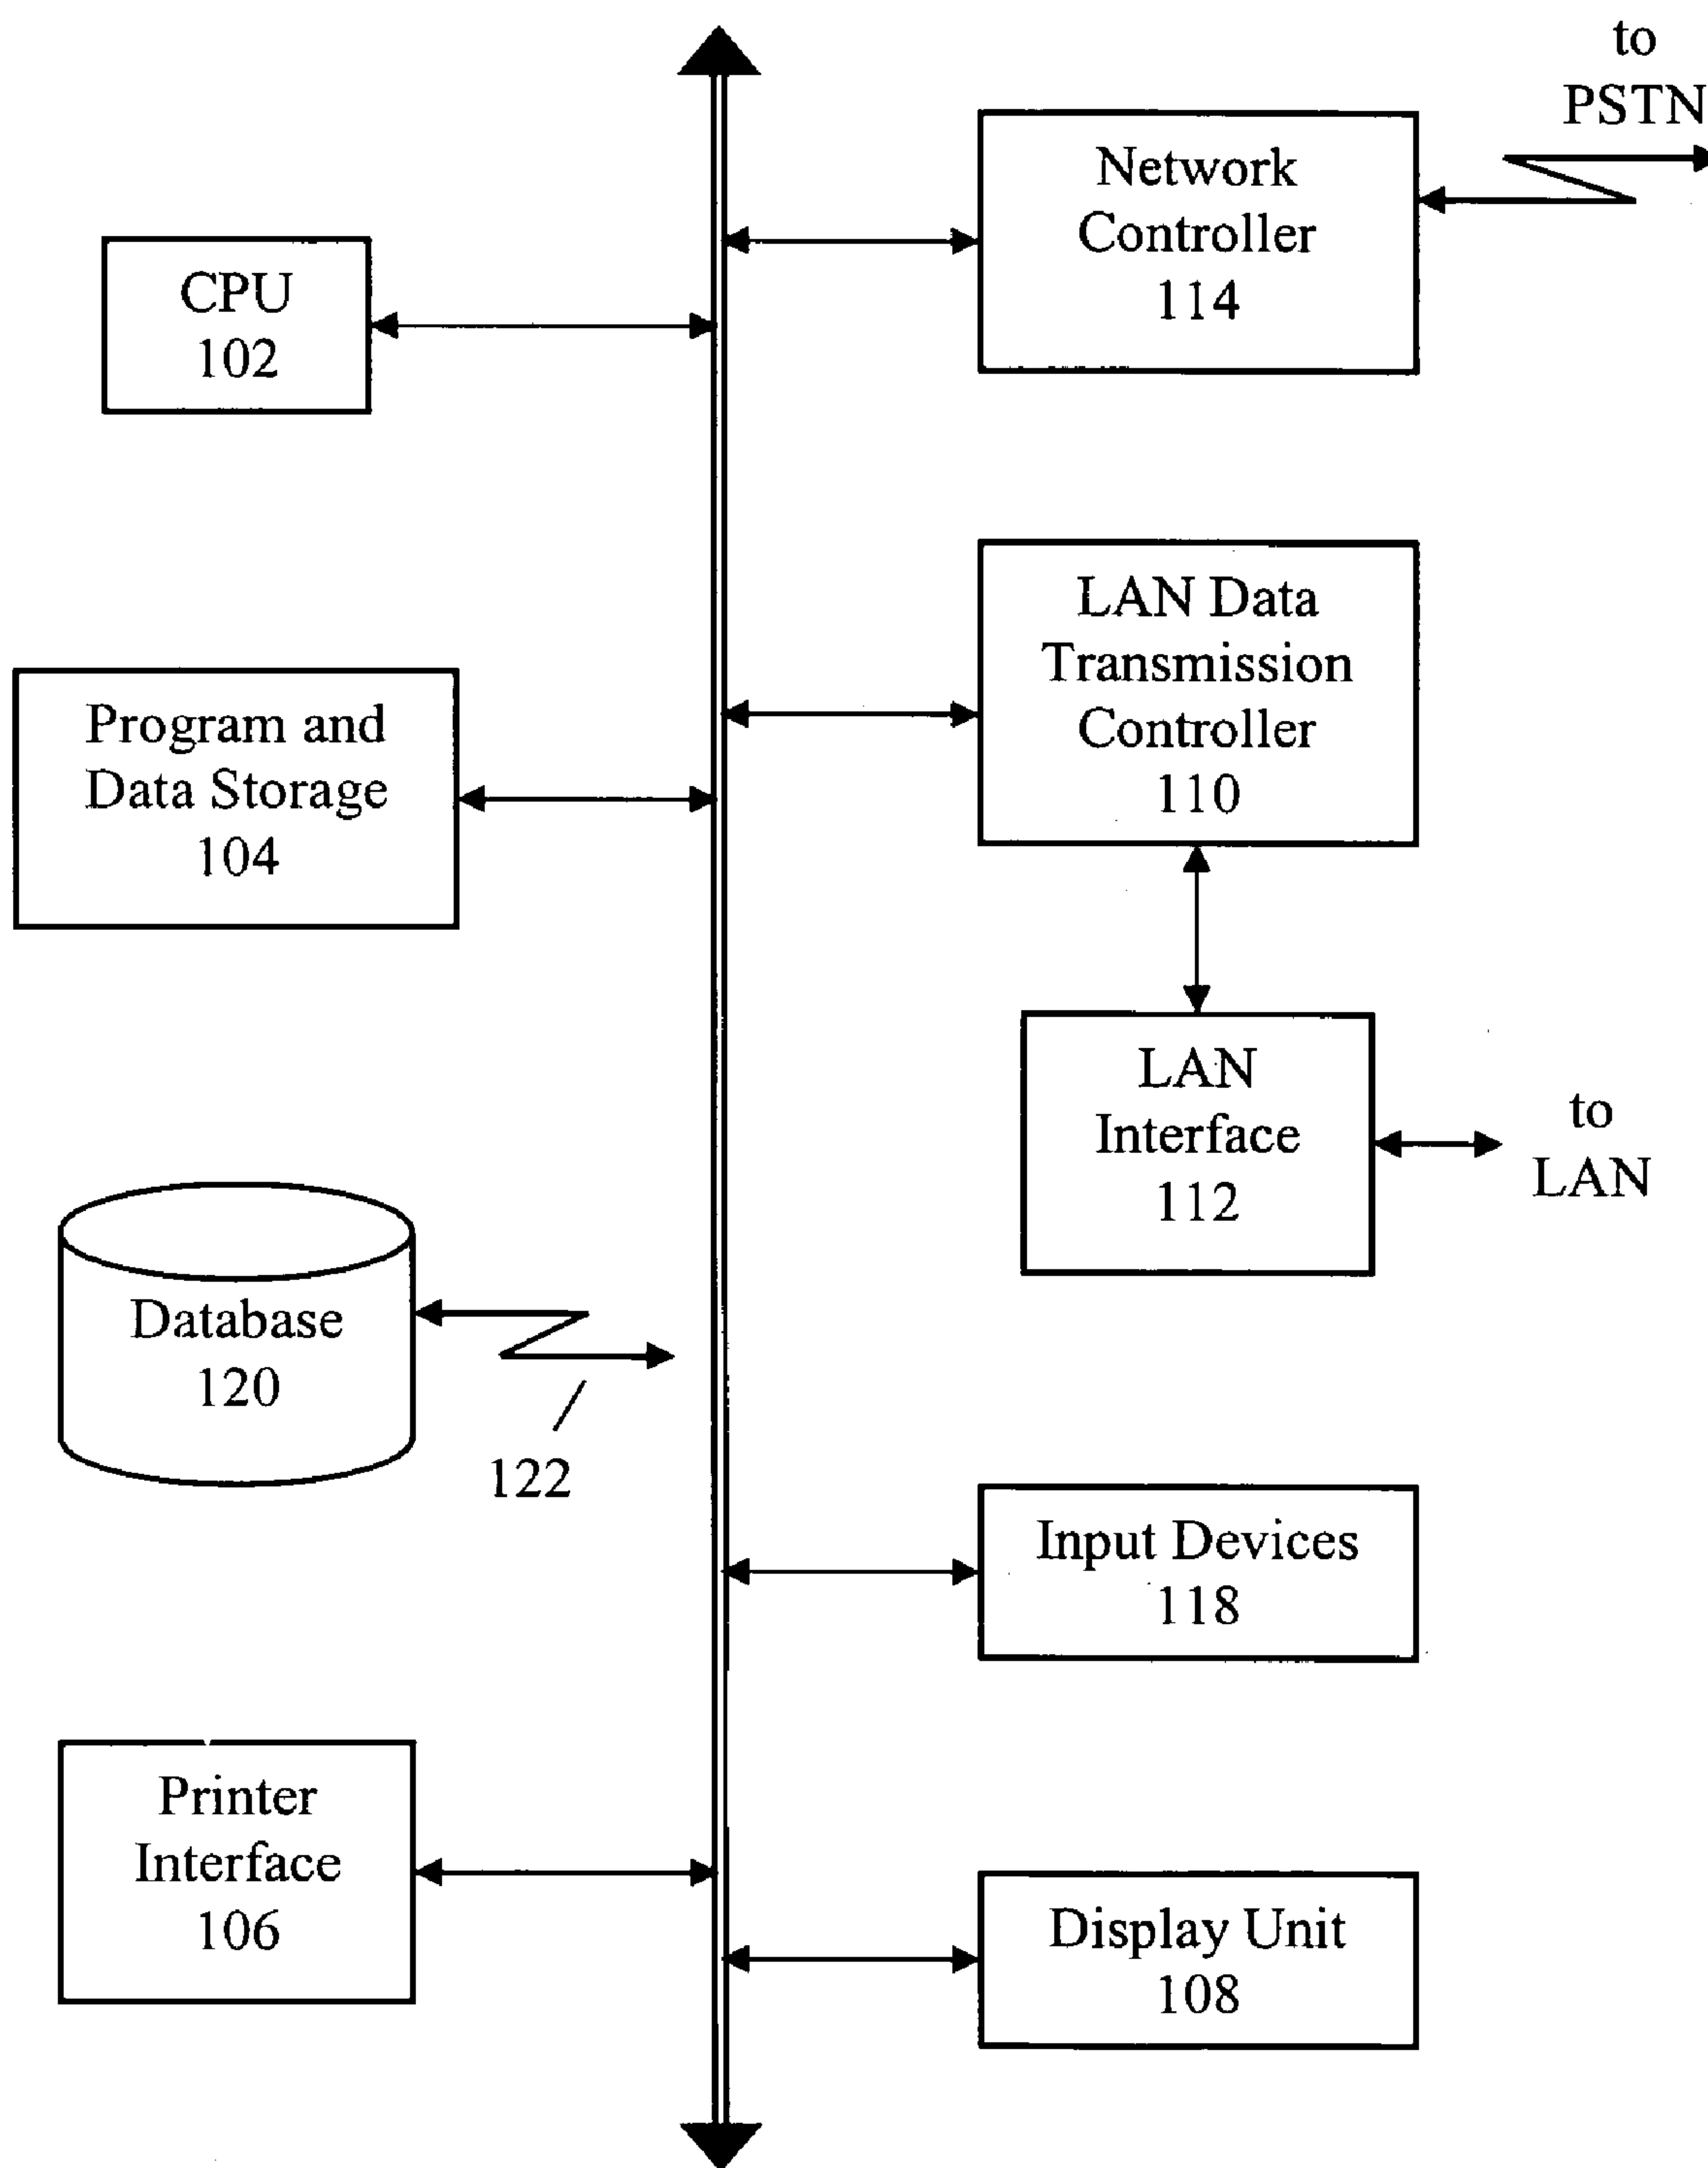 to
PSTN
Network
Controller
114
CPU
102
LAN Data
Transmission
Controller
110
Program and
Data Storage
104
LAN
Interface
112
to
LAN
Database
120
122
Input Devices
118
Printer
Interface
106
Display Unit
108